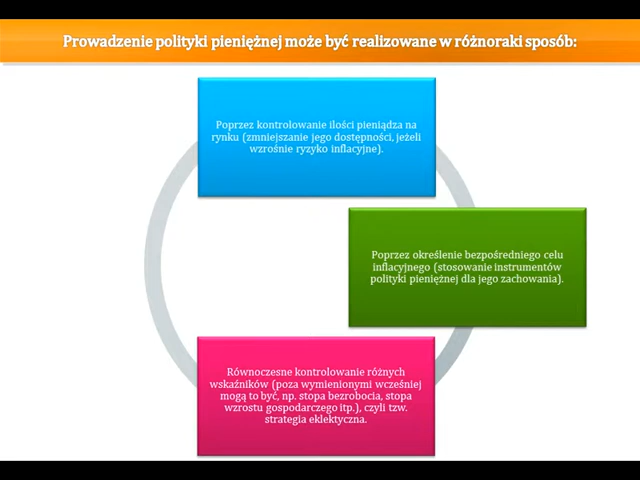 Prowadzenie polityki pieniężnej może być realizowane w różnoraki sposób:
Poprzez kontrolowanie ilości pieniądza na
rynku (zmniejszanie jego dostępności, jeżeli
wzrośnie ryzyko inflacyjne).
Poprzez określenie bezpośredniego celu
inflacyjnego (stosowanie instrumentów
polityki pieniężnej dla jego zachowania).
Równoczesne kontrolowanie różnych
wskaźników (poza wymienionymi wcześniej
mogą to być, np. stopa bezrobocia, stopa
wzrostu gospodarczego itp.), czyli tzw.
strategia eklektyczna.